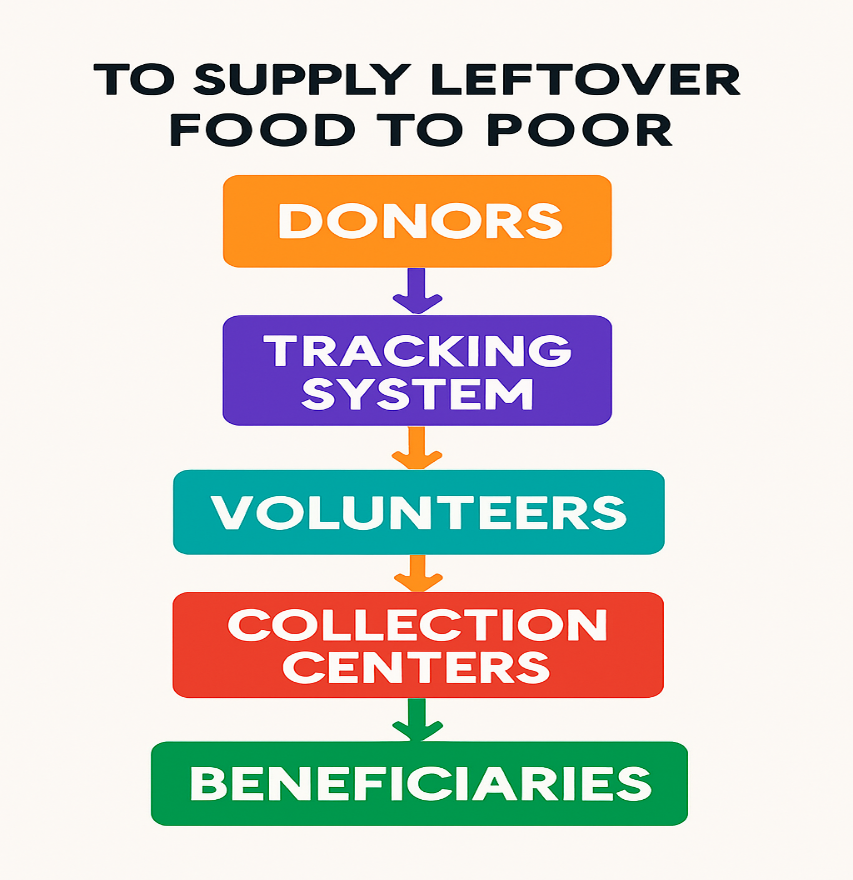 TO SUPPLY LEFTOVER
FOOD TO POOR
DONORS
TRACKING
SYSTEM
VOLUNTEERS
COLLECTION
CENTERS
BENEFICIARIES